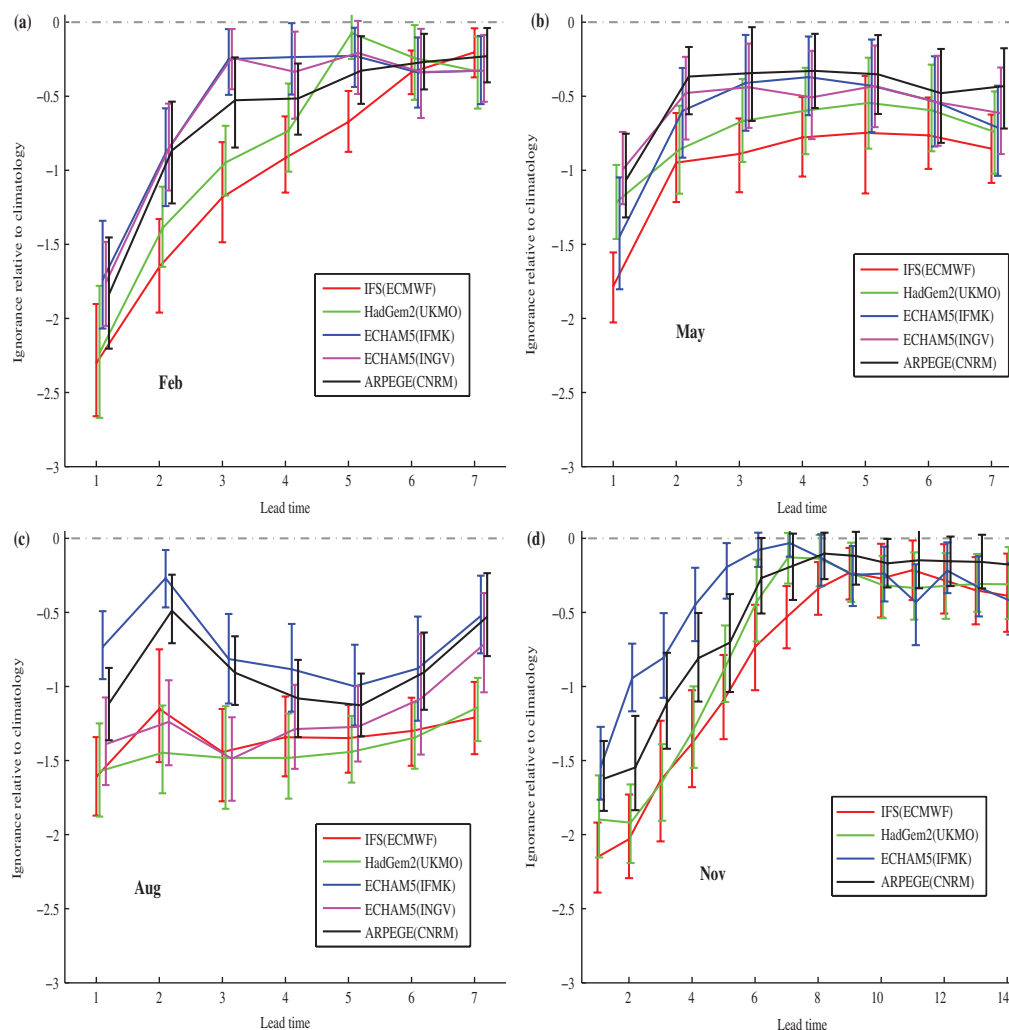 (a)
0
−0.5
−1
−1.5
−2
−2.5
−3
Ignorance relative to climatology
IFS(ECMWF)
HadGem2(UKMO)
ECHAM5(IFMK)
ECHAM5(INGV)
ARPEGE(CNRM)
Feb
1 2 3 4 5 6 7
Lead time
(b)
0
−0.5
−1
−1.5
−2
−2.5
−3
Ignorance relative to climatology
IFS(ECMWF)
HadGem2(UKMO)
ECHAM5(IFMK)
ECHAM5(INGV)
ARPEGE(CNRM)
May
1 2 3 4 5 6 7
Lead time
(c)
0
−0.5
−1
−1.5
−2
−2.5
−3
Ignorance relative to climatology
IFS(ECMWF)
HadGem2(UKMO)
ECHAM5(IFMK)
ECHAM5(INGV)
ARPEGE(CNRM)
Aug
1 2 3 4 5 6 7
Lead time
(d)
0
−0.5
−1
−1.5
−2
−2.5
−3
Ignorance relative to climatology
IFS(ECMWF)
HadGem2(UKMO)
ECHAM5(IFMK)
ARPEGE(CNRM)
Nov
2 4 6 8 10 12 14
Lead time